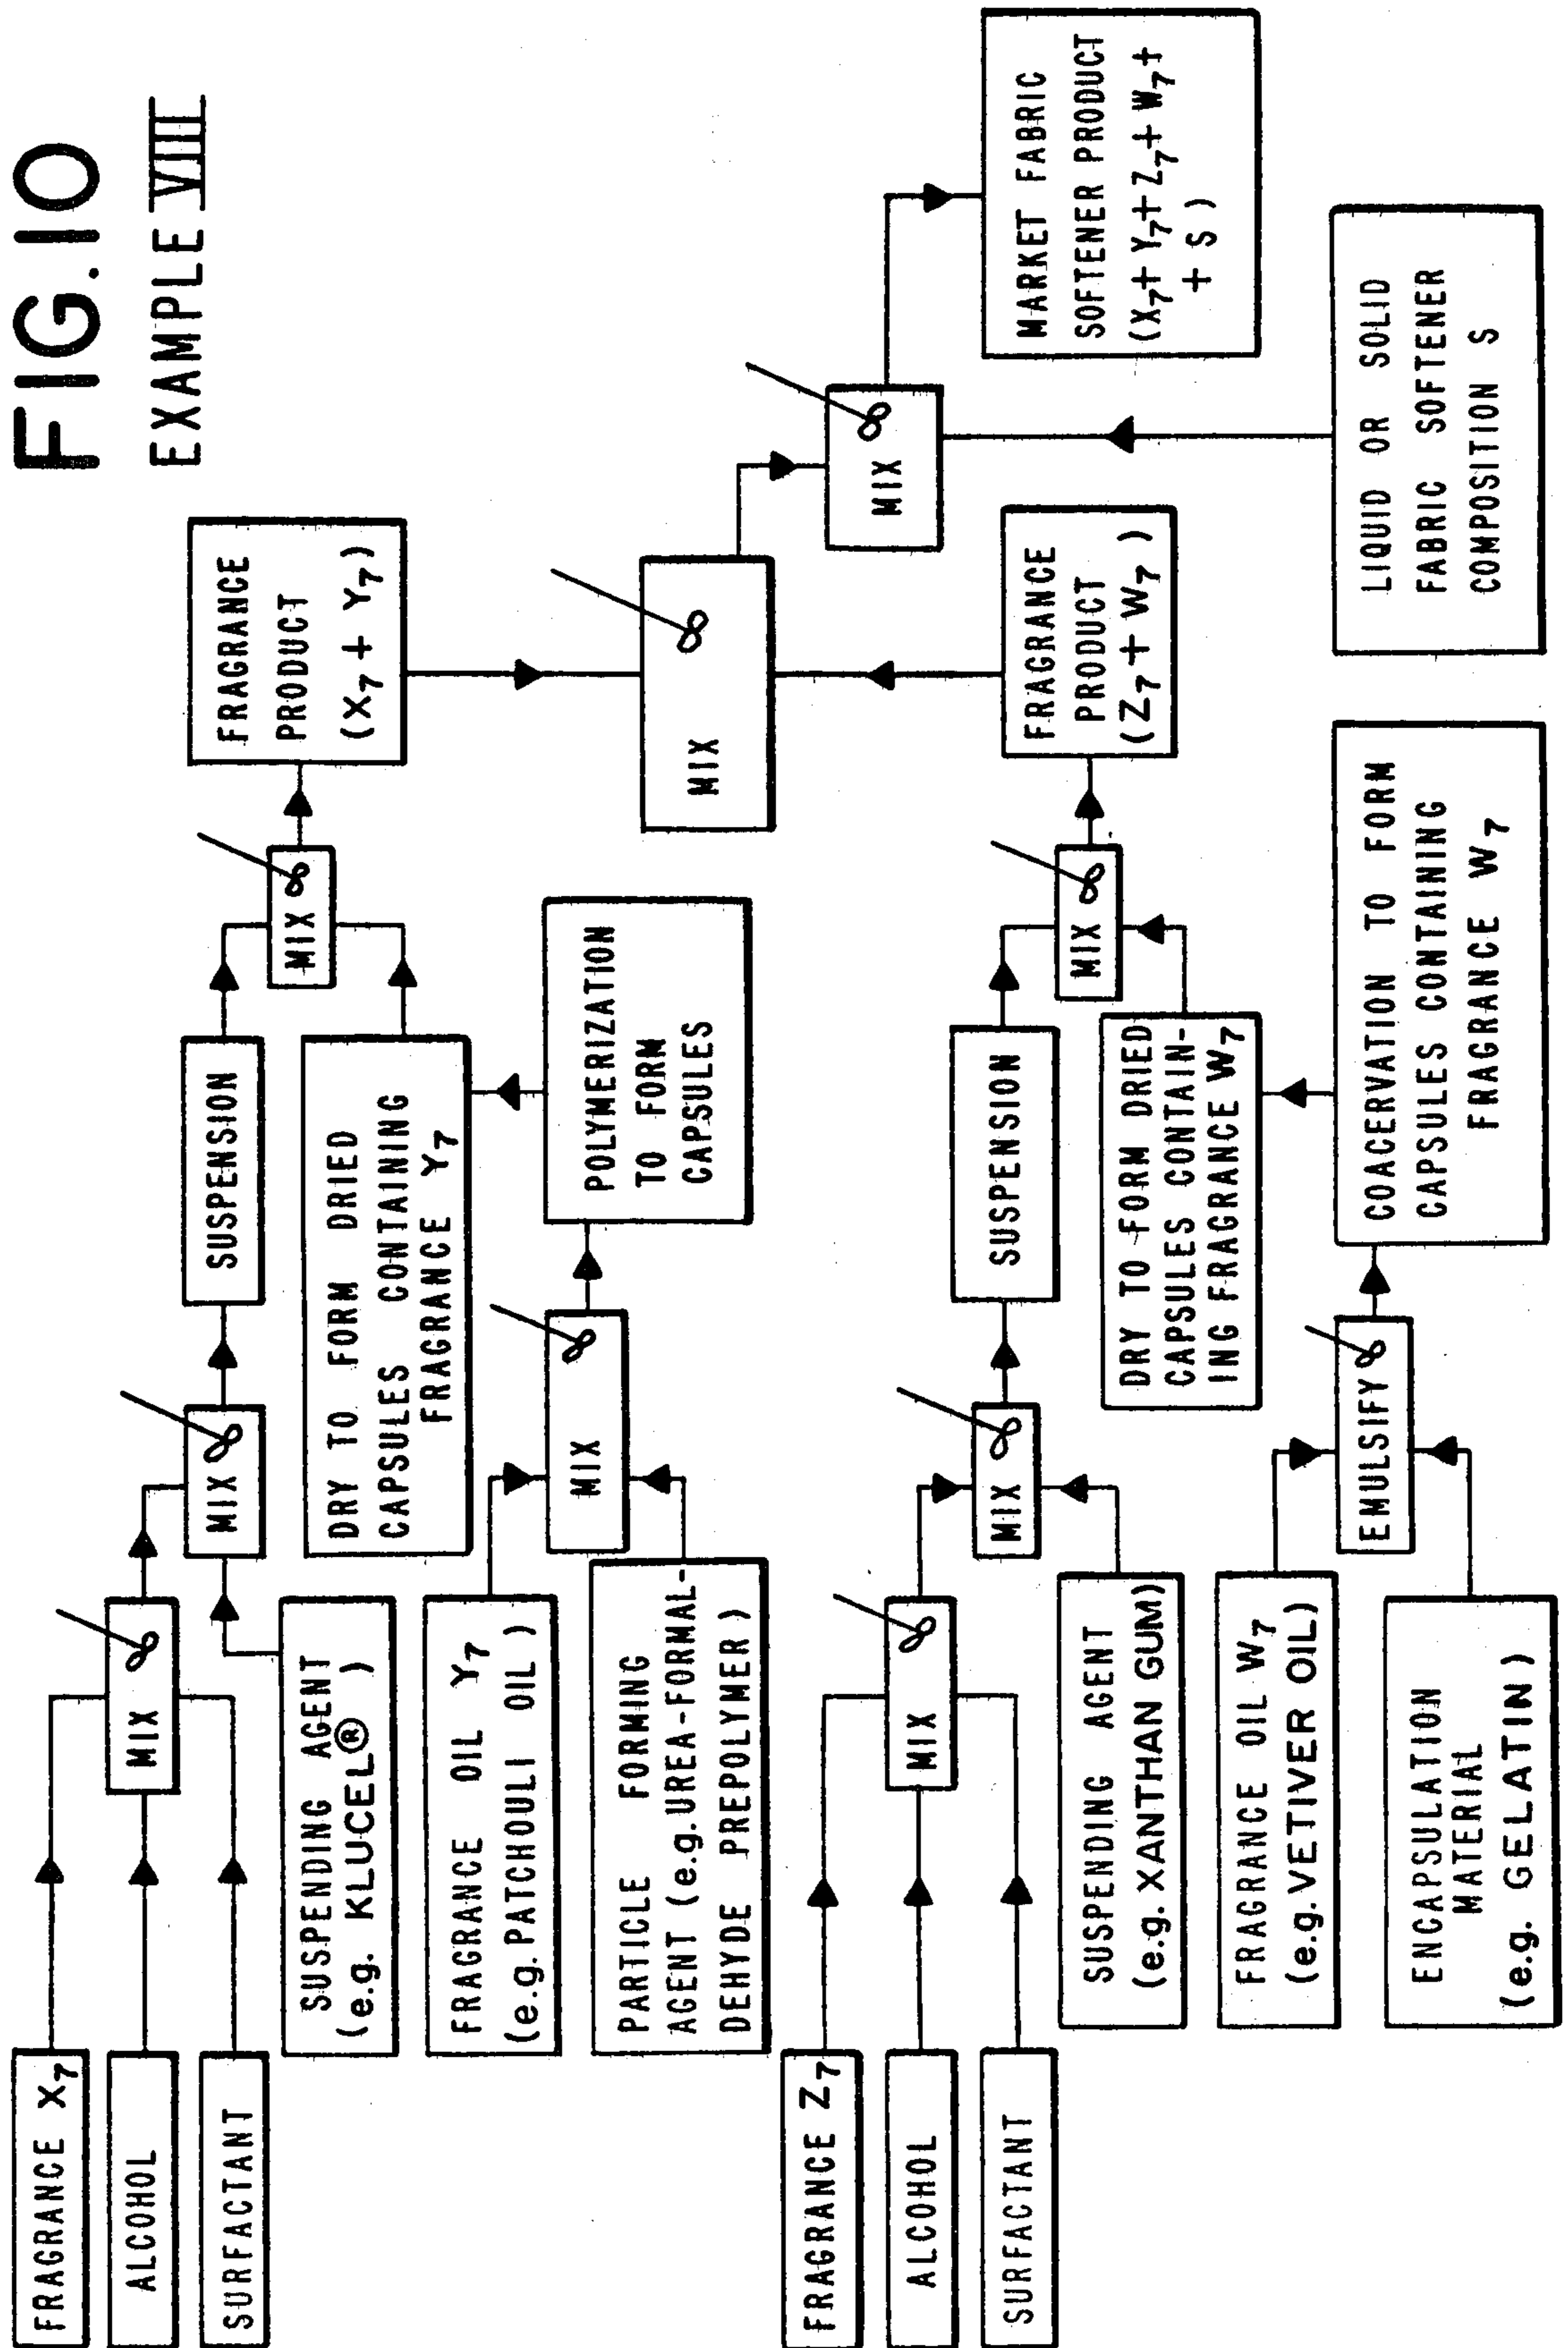 FIG.10
EXAMPLE VIII
FRAGRANCE X7
ALCOHOL
SURFACTANT
MIX
SUSPENDING AGENT
(e.g. KLUCEL® )
MIX
SUSPENSION
FRAGRANCE OIL Y7
(e.g. PATCHOULI OIL )
PARTICLE FORMING
AGENT (e.g. UREA-FORMAL-
DEHYDE PREPOLYMER )
MIX
POLYMERIZATION
TO FORM
CAPSULES
DRY TO FORM DRIED
CAPSULES CONTAINING
FRAGRANCE Y7
MIX
FRAGRANCE
PRODUCT
(X7 + Y7)
FRAGRANCE Z7
ALCOHOL
SURFACTANT
MIX
SUSPENDING AGENT
(e.g. XANTHAN GUM)
MIX
SUSPENSION
FRAGRANCE OIL W7
(e.g. VETIVER OIL)
ENCAPSULATION
MATERIAL
(e.g. GELATIN)
EMULSIFY
COACERVATION TO FORM
CAPSULES CONTAINING
FRAGRANCE W7
DRY TO FORM DRIED
CAPSULES CONTAIN-
ING FRAGRANCE W7
MIX
FRAGRANCE
PRODUCT
(Z7 + W7 )
MIX
LIQUID OR SOLID
FABRIC SOFTENER
COMPOSITION S
MIX
MARKET FABRIC
SOFTENER PRODUCT
(X7 + Y7 + Z7 + W7 +
+ S )